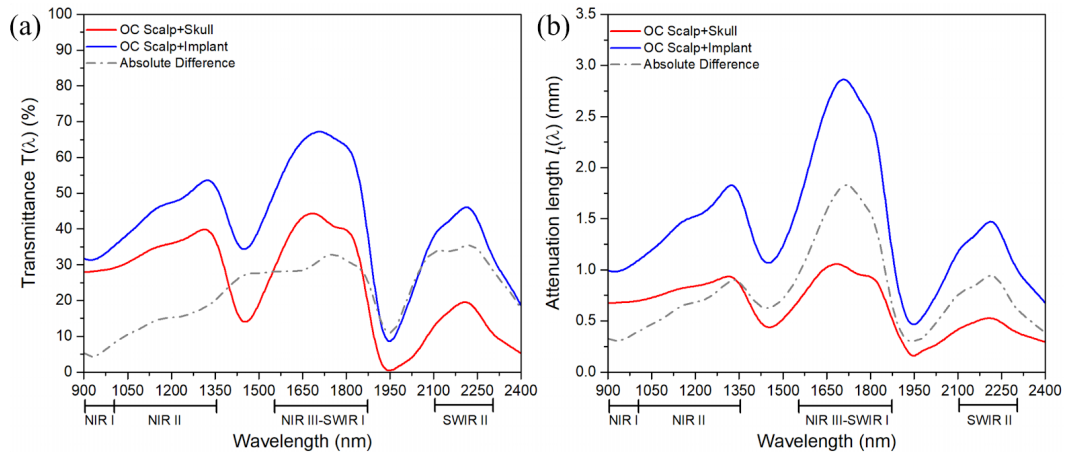 (a)
100
90
80
70
60
50
40
30
20
10
0
Transmittance T(λ) (%)
OC Scalp+Skull
OC Scalp+Implant
Absolute Difference
900 1050 1200 1350 1500 1650 1800 1950 2100 2250 2400
NIR I NIR II NIR III-SWIR I SWIR II
Wavelength (nm)
(b)
3.5
3.0
2.5
2.0
1.5
1.0
0.5
0.0
Attenuation length lt(λ) (mm)
OC Scalp+Skull
OC Scalp+Implant
Absolute Difference
900 1050 1200 1350 1500 1650 1800 1950 2100 2250 2400
NIR I NIR II NIR III-SWIR I SWIR II
Wavelength (nm)